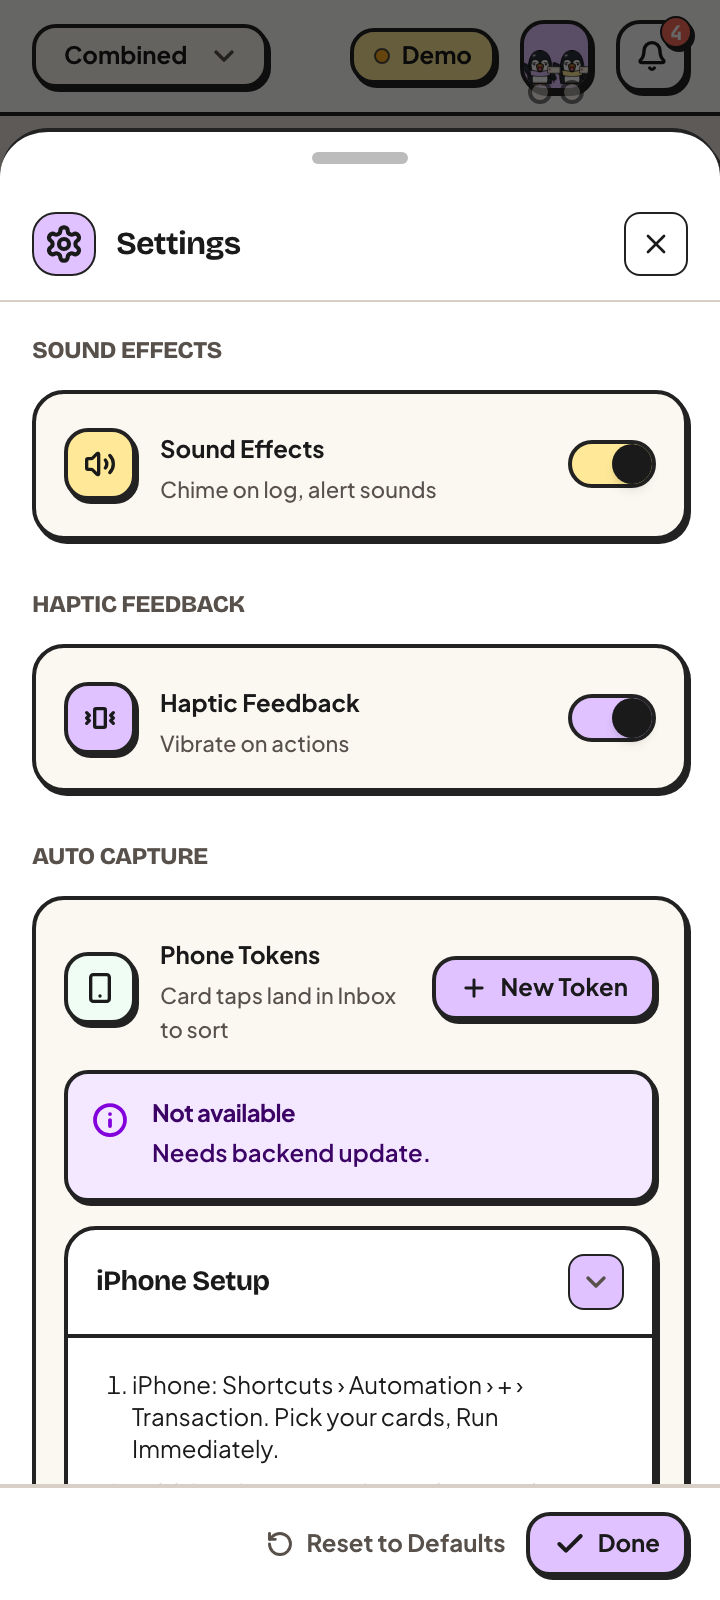 Combined
Demo
4
Settings
SOUND EFFECTS
Sound Effects
Chime on log, alert sounds
HAPTIC FEEDBACK
Haptic Feedback
Vibrate on actions
AUTO CAPTURE
Phone Tokens
Card taps land in Inbox
to sort
New Token
Not available
Needs backend update.
iPhone Setup
1. iPhone: Shortcuts › Automation › + ›
Transaction. Pick your cards, Run
Immediately.
Reset to Defaults
Done